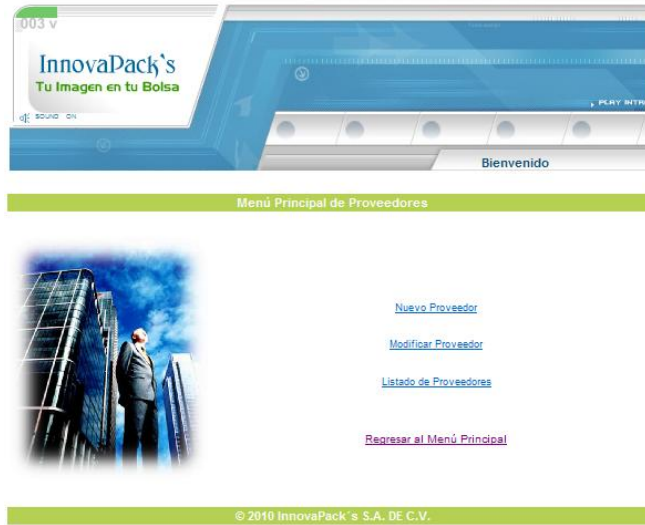 003 v
InnovaPack's
Tu Imagen en tu Bolsa
SOUND ON
PLAY INTR
Bienvenido
Menú Principal de Proveedores
Nuevo Proveedor
Modificar Proveedor
Listado de Proveedores
Regresar al Menú Principal
© 2010 InnovaPack´s S.A. DE C.V.